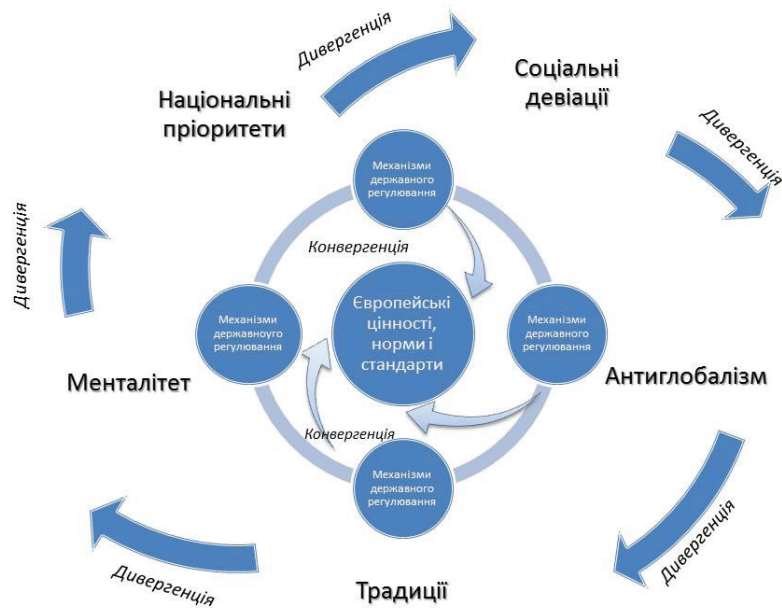 Дивергенція
Соціальні
девіації
Національні
пріоритети
Дивергенція
Механізми
державного
регулювання
Дивергенція
Конвергенція
Європейські
цінності,
норми і
стандарти
Механізми
державноуго
регулювання
Механізми
державного
регулювання
Менталітет
Антиглобалізм
Конвергенція
Механізми
державного
регулювання
Дивергенція
Дивергенція
Традиції